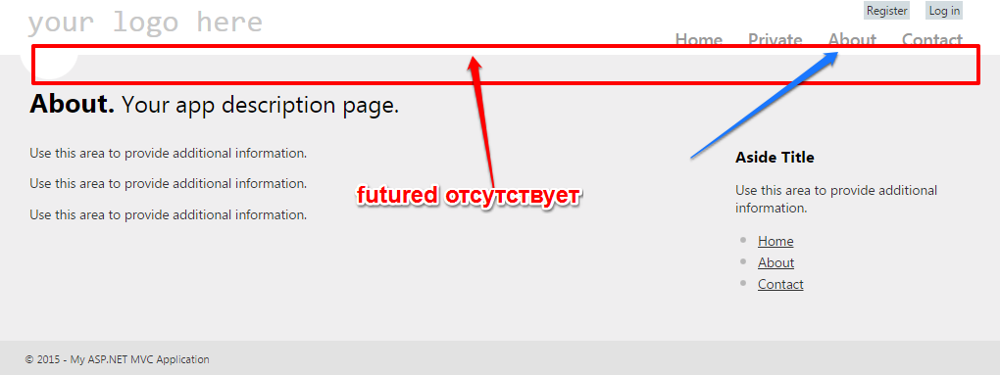 Register Log in
your logo here
Home Private About Contact
About. Your app description page.
Use this area to provide additional information.
Use this area to provide additional information.
Use this area to provide additional information.
futured отсутствует
Aside Title
Use this area to provide additional
information.
Home
About
Contact
© 2015 - My ASP.NET MVC Application